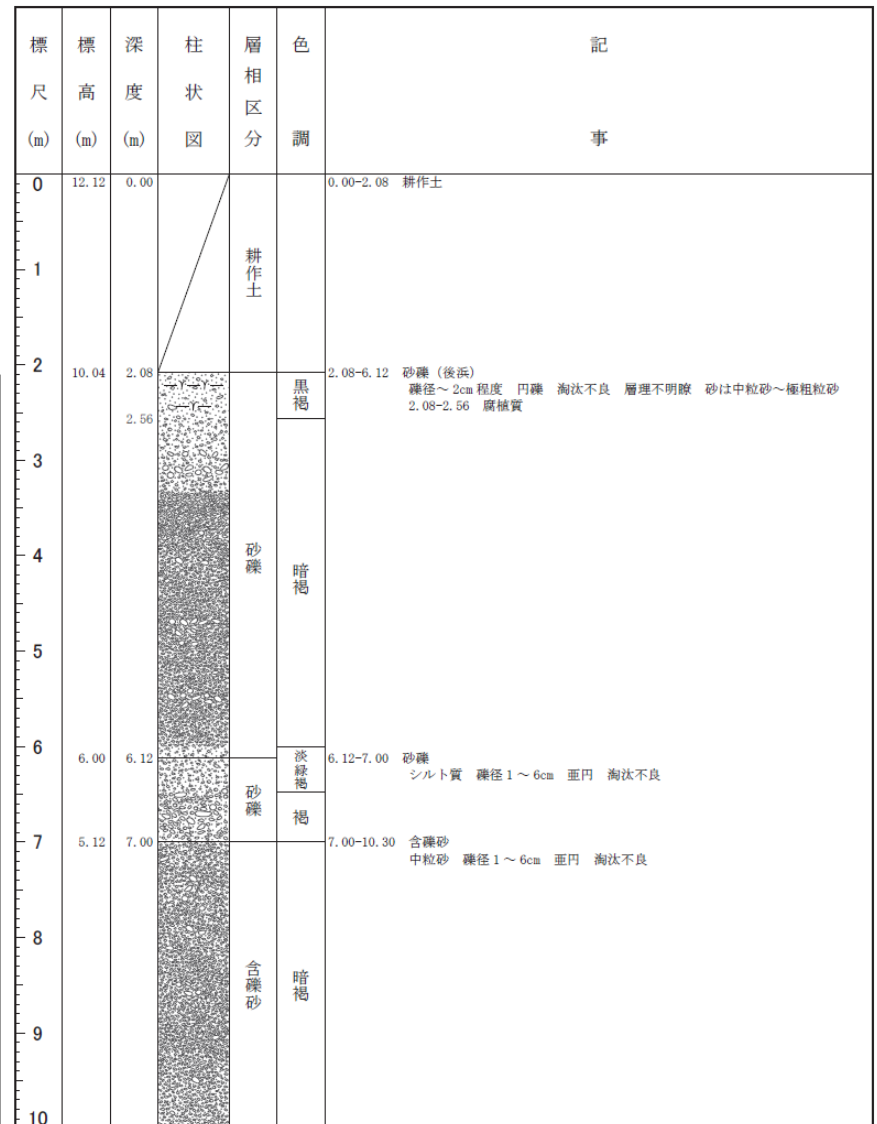 標尺(m)
標高(m)
深度(m)
柱状図
層相区分
色調
記事
0
12.12
0.00
耕作土
0.00-2.08 耕作土
1
2
10.04
2.08
黒褐
2.08-6.12 砂礫（後浜）
礫径～2cm程度 円礫 淘汰不良 層理不明瞭 砂は中粒砂～極粗粒砂
2.08-2.56 腐植質
2.56
3
4
砂礫
暗褐
5
6
6.00
6.12
淡緑褐
6.12-7.00 砂礫
シルト質 礫径1～6cm 亜円 淘汰不良
砂礫
褐
7
5.12
7.00
7.00-10.30 含礫砂
中粒砂 礫径1～6cm 亜円 淘汰不良
8
含礫砂
暗褐
9
10